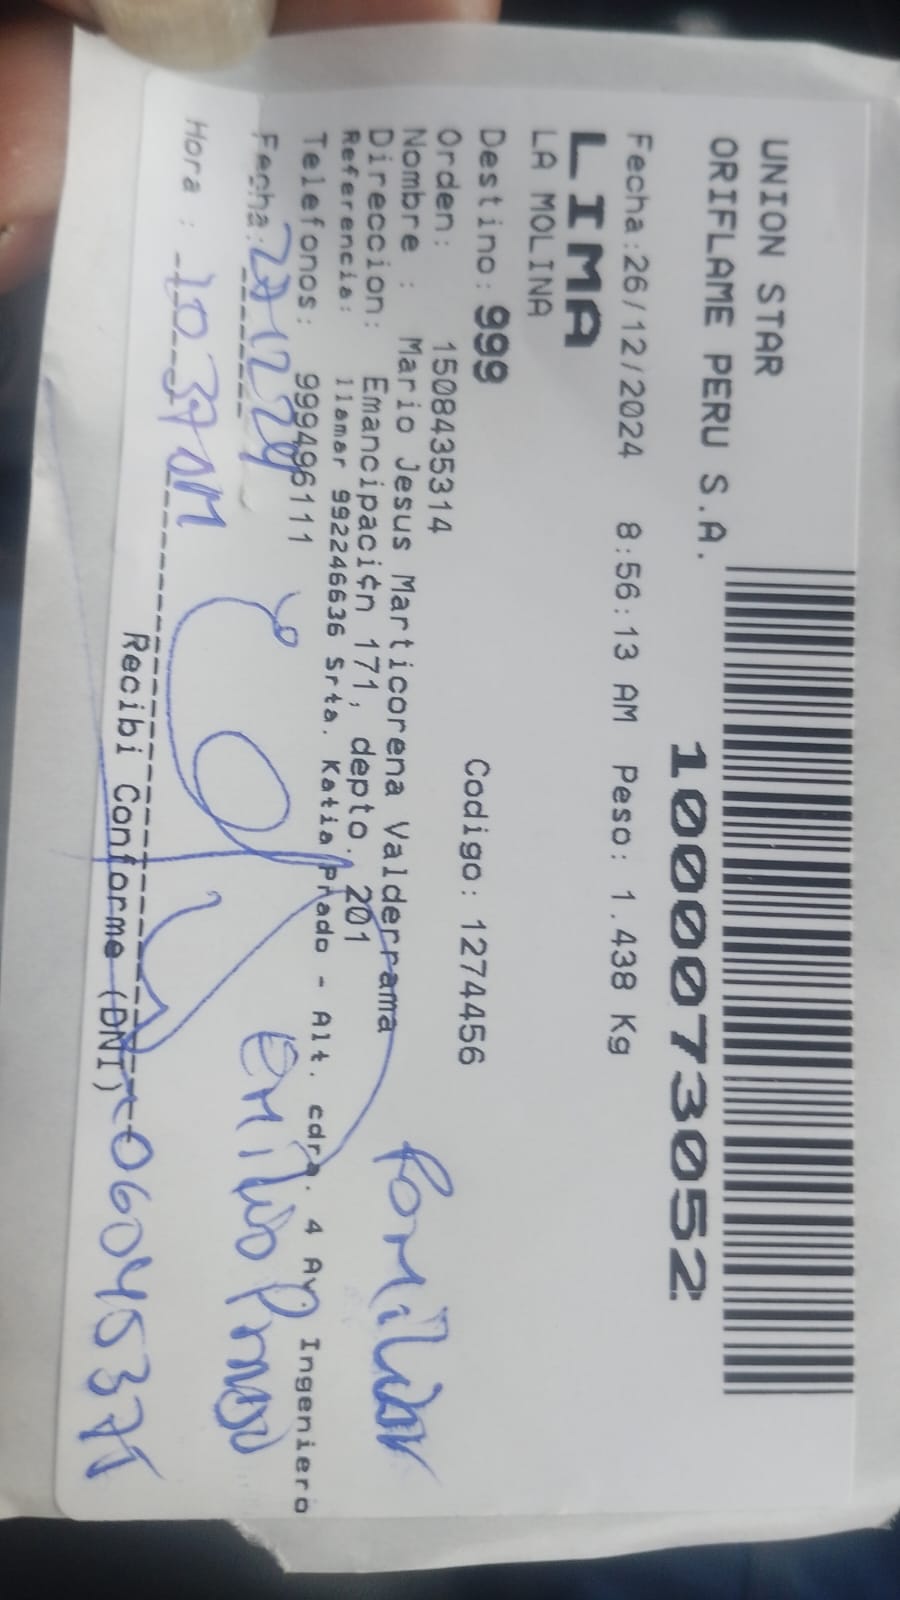 UNION STAR
ORIFLAME PERU S.A.
1000073052
Fecha:26/12/2024 8:56:13 AM Peso: 1.438 Kg
LIMA
LA MOLINA
Destino: 999 Codigo: 1274456
Orden: 1508435314
Nombre : Mario Jesus Marticorena Valderrama
Direccion: Emancipaci¢n 171, depto. 201
Referencia: llamar 992246636 Srta. Katia Prado - Alt. cdra. 4 Av Ingeniero
Telefonos: 999496111
familiar
Fecha: 27 12 24
Emilio Prado
Hora : 10 37 AM
Recibi Conforme (DNI)